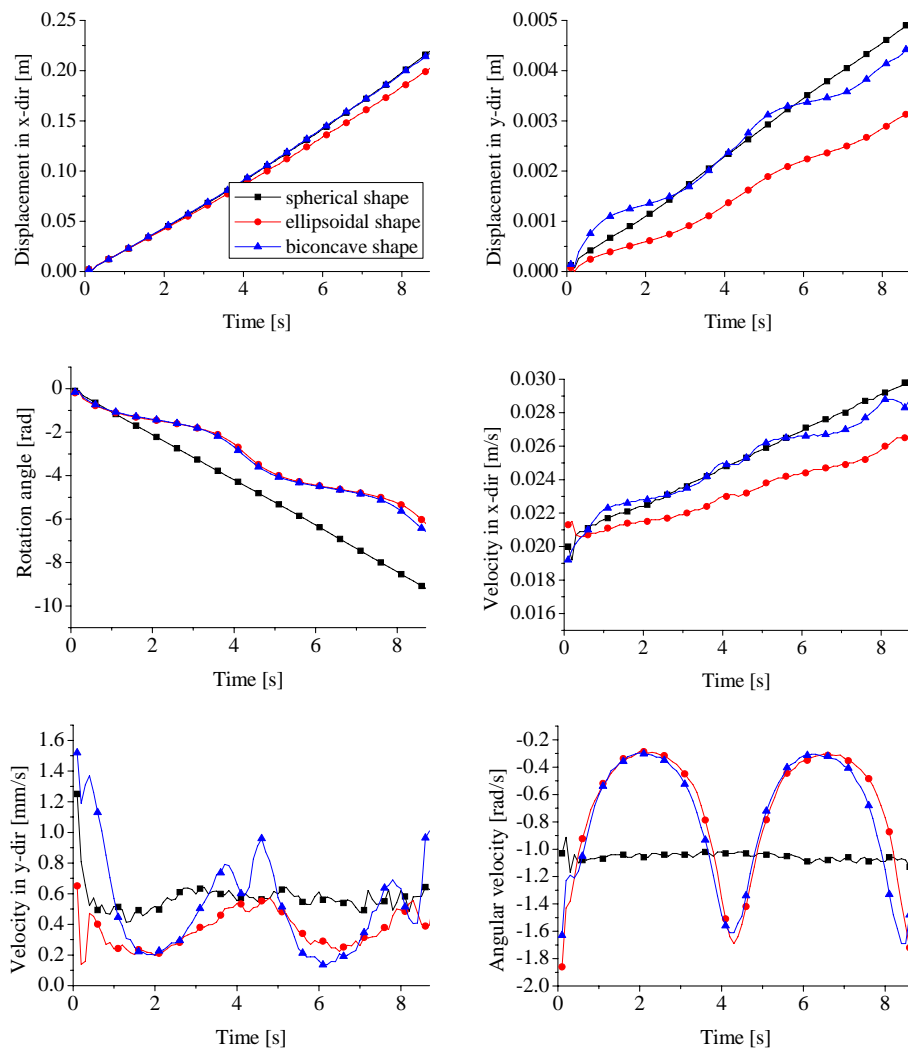 0.25
0.20
0.15
0.10
0.05
0.00
Displacement in x-dir [m]
0 2 4 6 8
Time [s]
spherical shape
ellipsoidal shape
biconcave shape
0.005
0.004
0.003
0.002
0.001
0.000
Displacement in y-dir [m]
0 2 4 6 8
Time [s]
0
-2
-4
-6
-8
-10
Rotation angle [rad]
0 2 4 6 8
Time [s]
0.030
0.028
0.026
0.024
0.022
0.020
0.018
0.016
Velocity in x-dir [m/s]
0 2 4 6 8
Time [s]
1.6
1.4
1.2
1.0
0.8
0.6
0.4
0.2
0.0
Velocity in y-dir [mm/s]
0 2 4 6 8
Time [s]
-0.2
-0.4
-0.6
-0.8
-1.0
-1.2
-1.4
-1.6
-1.8
-2.0
Angular velocity [rad/s]
0 2 4 6 8
Time [s]